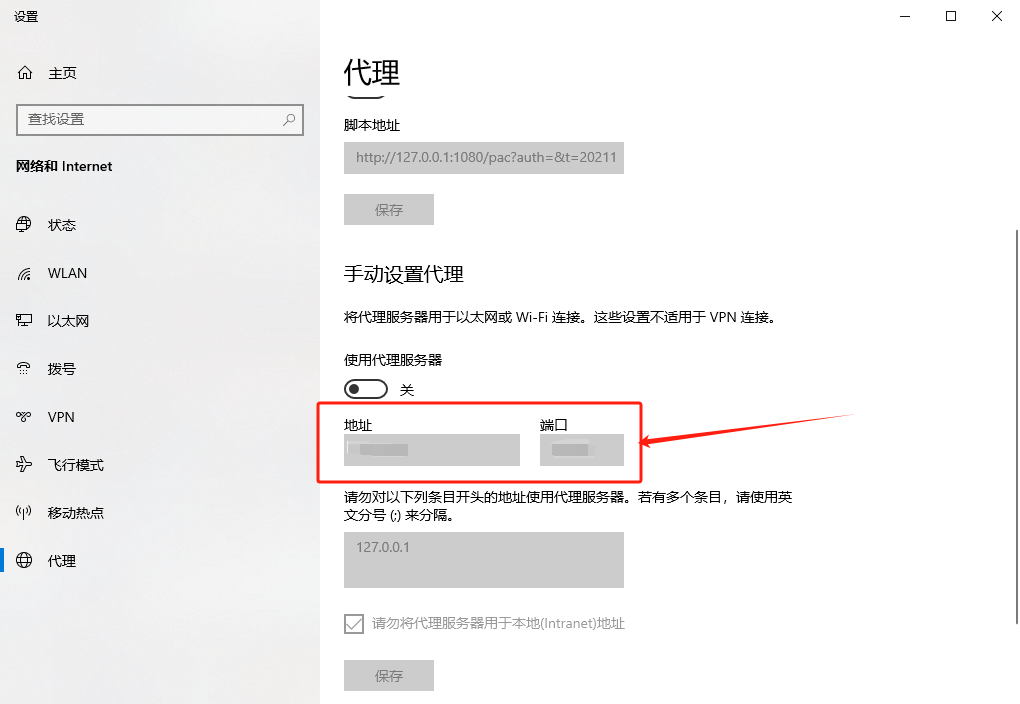 设置
主页
查找设置
网络和 Internet
状态
WLAN
以太网
拨号
VPN
飞行模式
移动热点
代理
代理
脚本地址
http://127.0.0.1:1080/pac?auth=&t=20211
保存
手动设置代理
将代理服务器用于以太网或 Wi-Fi 连接。这些设置不适用于 VPN 连接。
使用代理服务器
关
地址 端口
请勿对以下列条目开头的地址使用代理服务器。若有多个条目，请使用英
文分号 (;) 来分隔。
127.0.0.1
请勿将代理服务器用于本地(Intranet)地址
保存